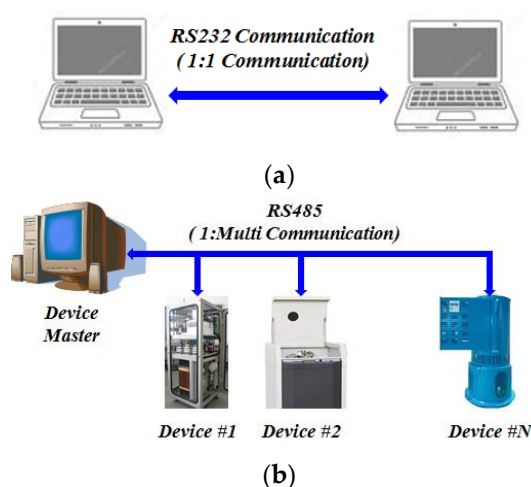 RS232 Communication
( 1:1 Communication)
(a)
RS485
( 1:Multi Communication)
Device
Master
Device #1
Device #2
Device #N
(b)